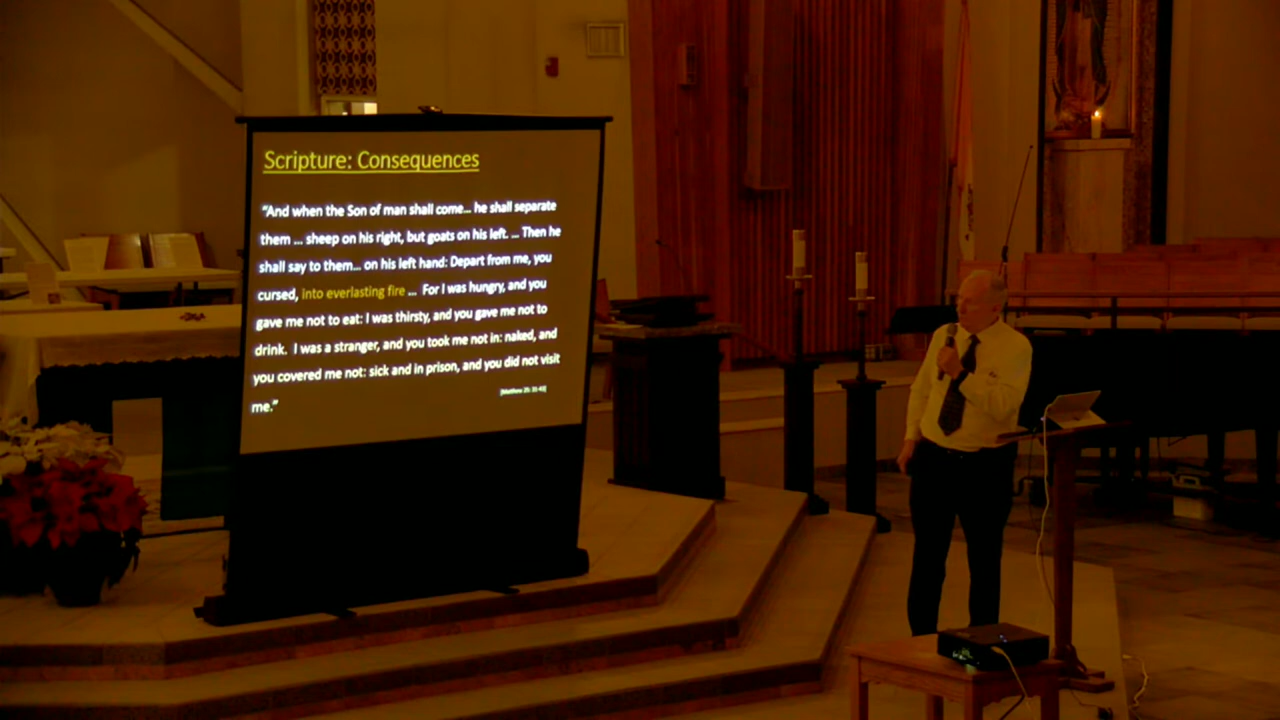 Scripture: Consequences
“And when the Son of man shall come... he shall separate
them ... sheep on his right, but goats on his left. ... Then he
shall say to them... on his left hand: Depart from me, you
cursed, into everlasting fire ... For I was hungry, and you
gave me not to eat: I was thirsty, and you gave me not to
drink. I was a stranger, and you took me not in: naked, and
you covered me not: sick and in prison, and you did not visit
me.”